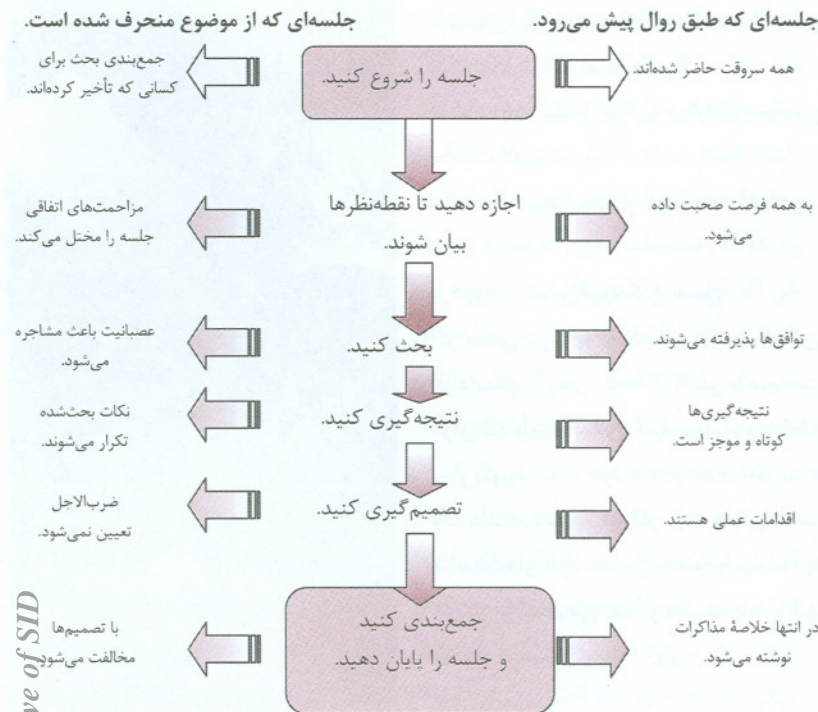 جلسه‌ای که طبق روال پیش می‌رود.
جلسه‌ای که از موضوع منحرف شده است.
همه سروقت حاضر شده‌اند.
جلسه را شروع کنید.
جمع‌بندی بحث برای
کسانی که تأخیر کرده‌اند.
به همه فرصت صحبت داده
می‌شود.
اجازه دهید تا نقطه‌نظرها
بیان شوند.
مزاحمت‌های اتفاقی
جلسه را مختل می‌کند.
توافق‌ها پذیرفته می‌شوند.
بحث کنید.
عصبانیت باعث مشاجره
می‌شود.
نتیجه‌گیری‌ها
کوتاه و موجز است.
نتیجه‌گیری کنید.
نکات بحث‌شده
تکرار می‌شوند.
اقدامات عملی هستند.
تصمیم‌گیری کنید.
ضرب‌الاجل
تعیین نمی‌شود.
در انتها خلاصهٔ مذاکرات
نوشته می‌شود.
جمع‌بندی کنید
و جلسه را پایان دهید.
با تصمیم‌ها
مخالفت می‌شود.
ve of SID